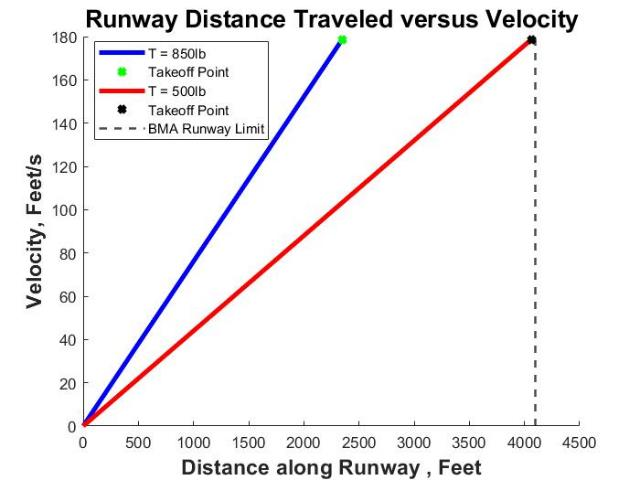 Runway Distance Traveled versus Velocity
180
160
140
120
100
80
60
40
20
0
Velocity, Feet/s
T = 850lb
Takeoff Point
T = 500lb
Takeoff Point
BMA Runway Limit
0 500 1000 1500 2000 2500 3000 3500 4000 4500
Distance along Runway , Feet